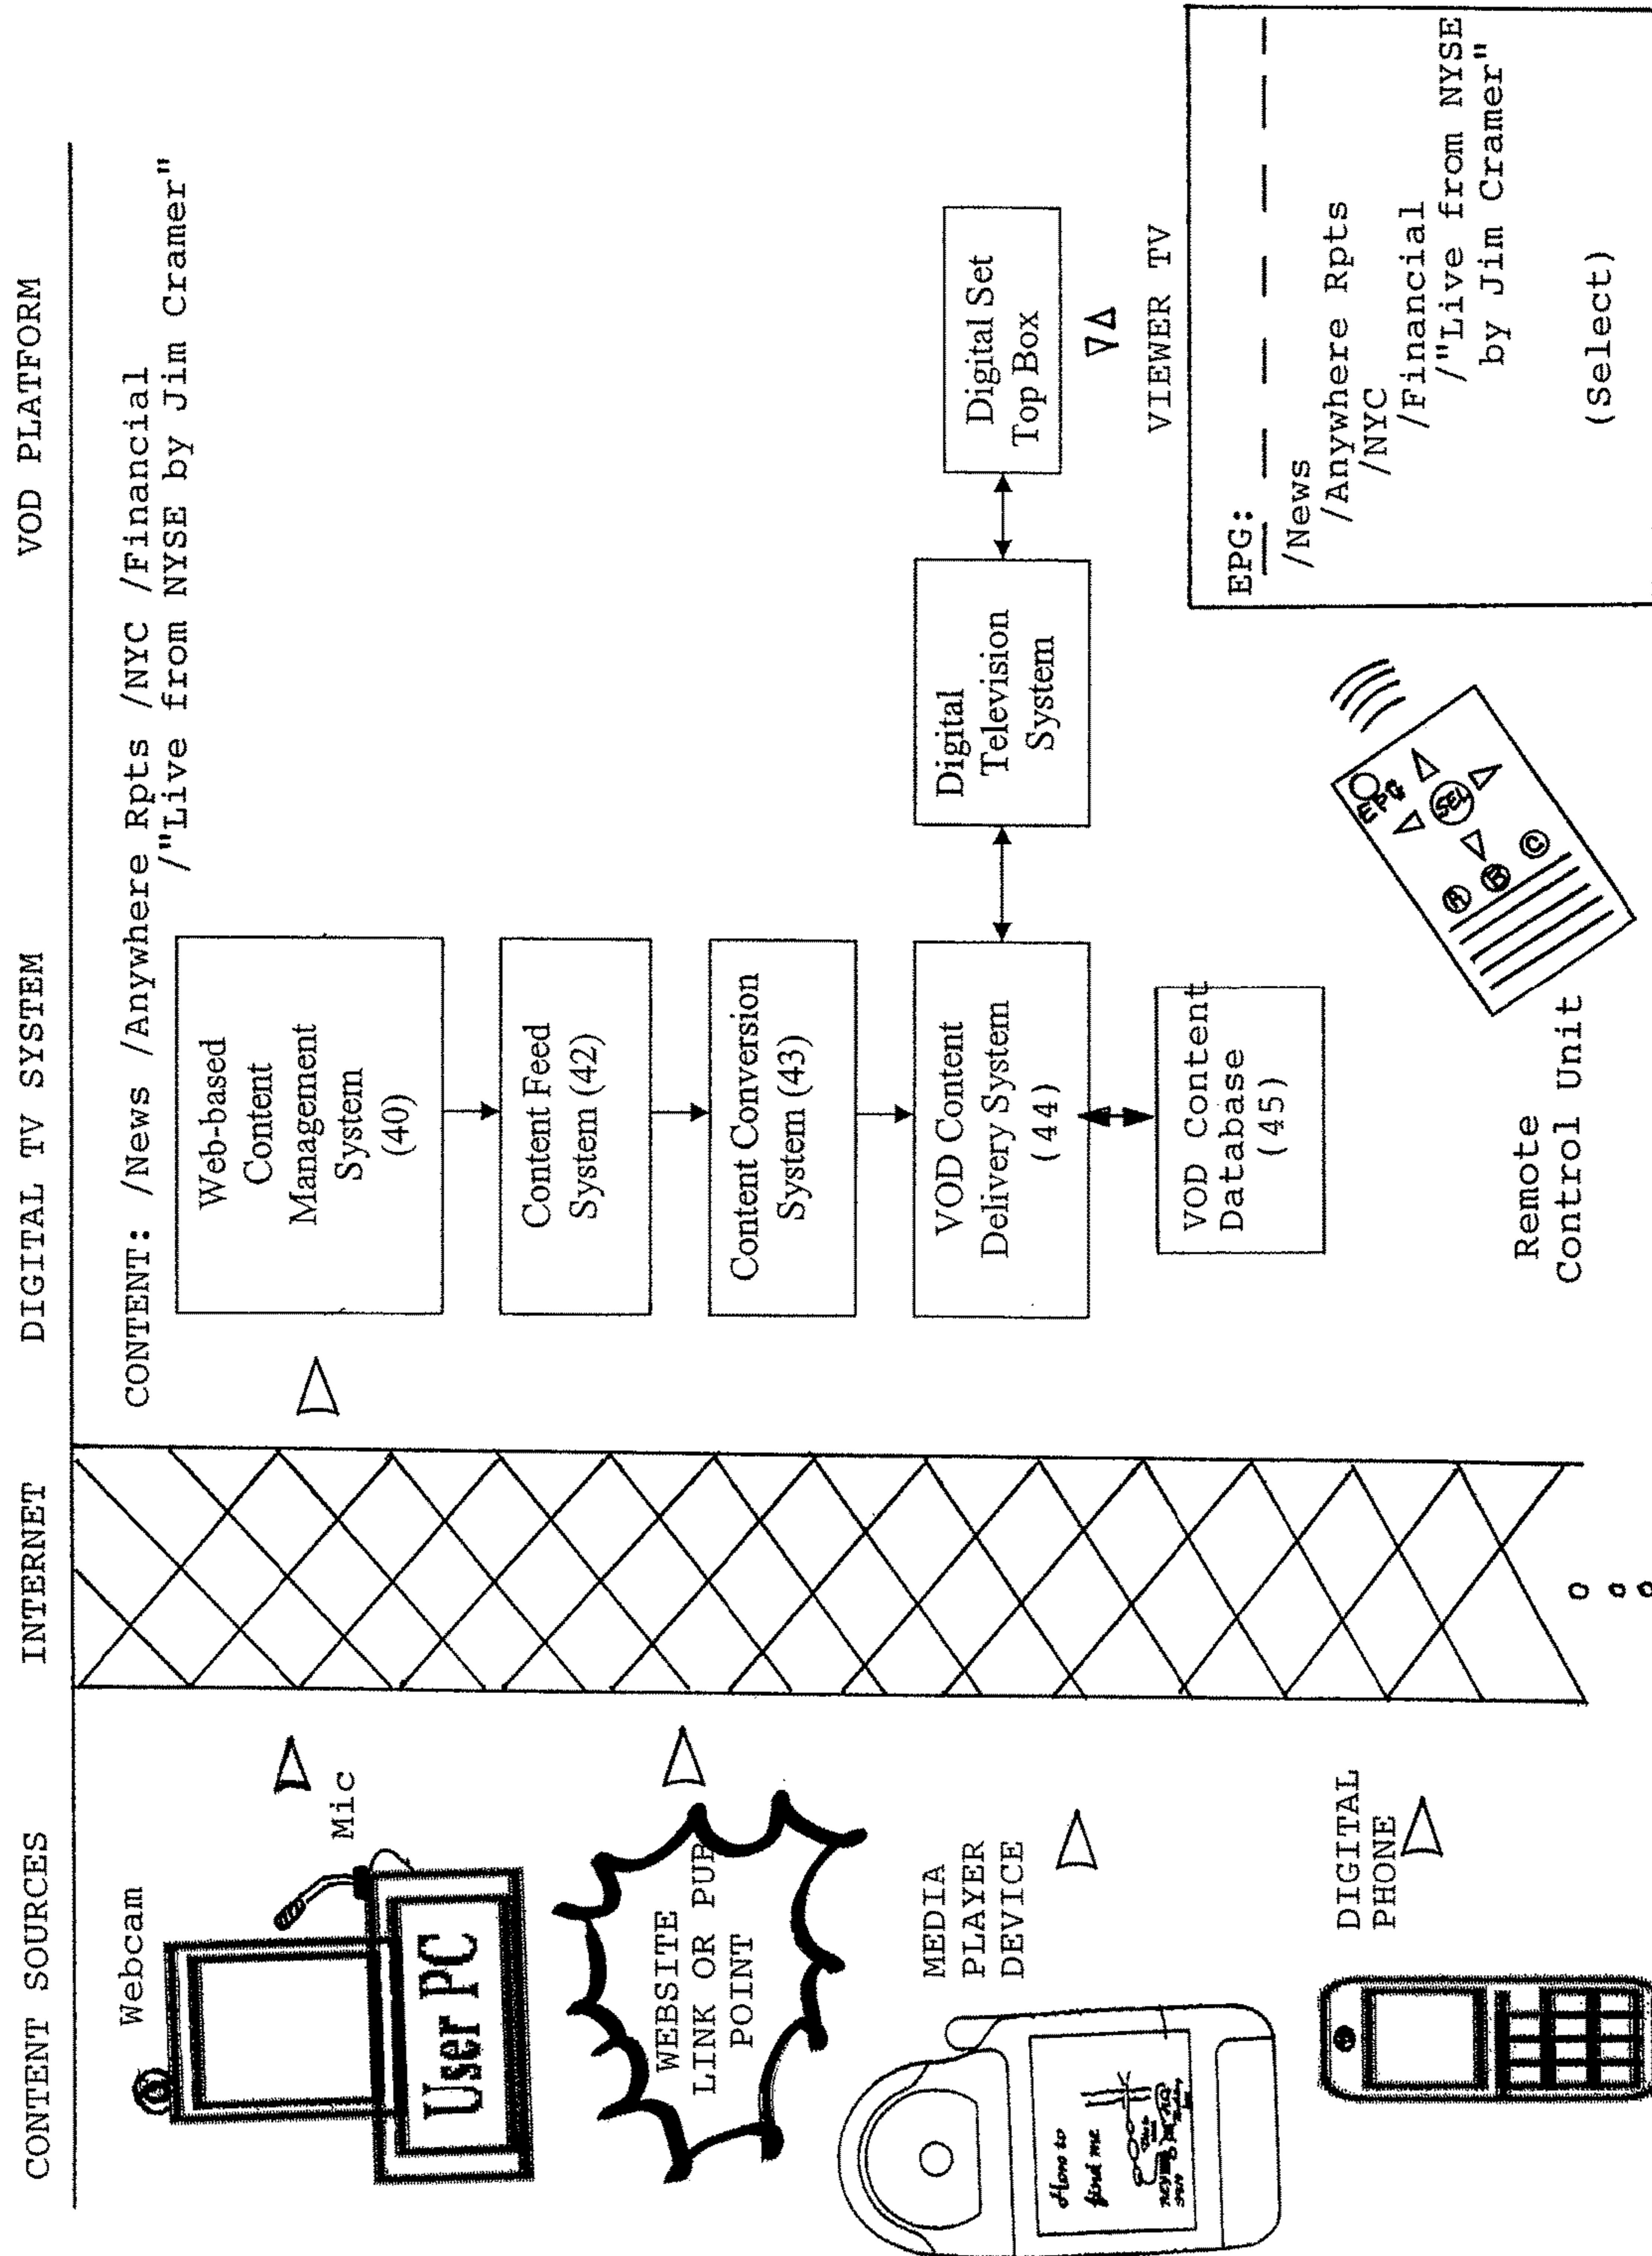 CONTENT SOURCES
INTERNET
DIGITAL TV SYSTEM
VOD PLATFORM
Webcam
Mic
User PC
WEBSITE
LINK OR PUB
POINT
MEDIA
PLAYER
DEVICE
How to
find me
DIGITAL
PHONE
CONTENT: /News /Anywhere Rpts /NYC /Financial
/"Live from NYSE by Jim Cramer"
Web-based
Content
Management
System
(40)
Content Feed
System (42)
Content Conversion
System (43)
VOD Content
Delivery System
(44)
VOD Content
Database
(45)
Digital
Television
System
Digital Set
Top Box
VIEWER TV
Remote
Control Unit
EPG
SEL
A
B
C
EPG:
/News
/Anywhere Rpts
/NYC
/Financial
/"Live from NYSE
by Jim Cramer"
(Select)